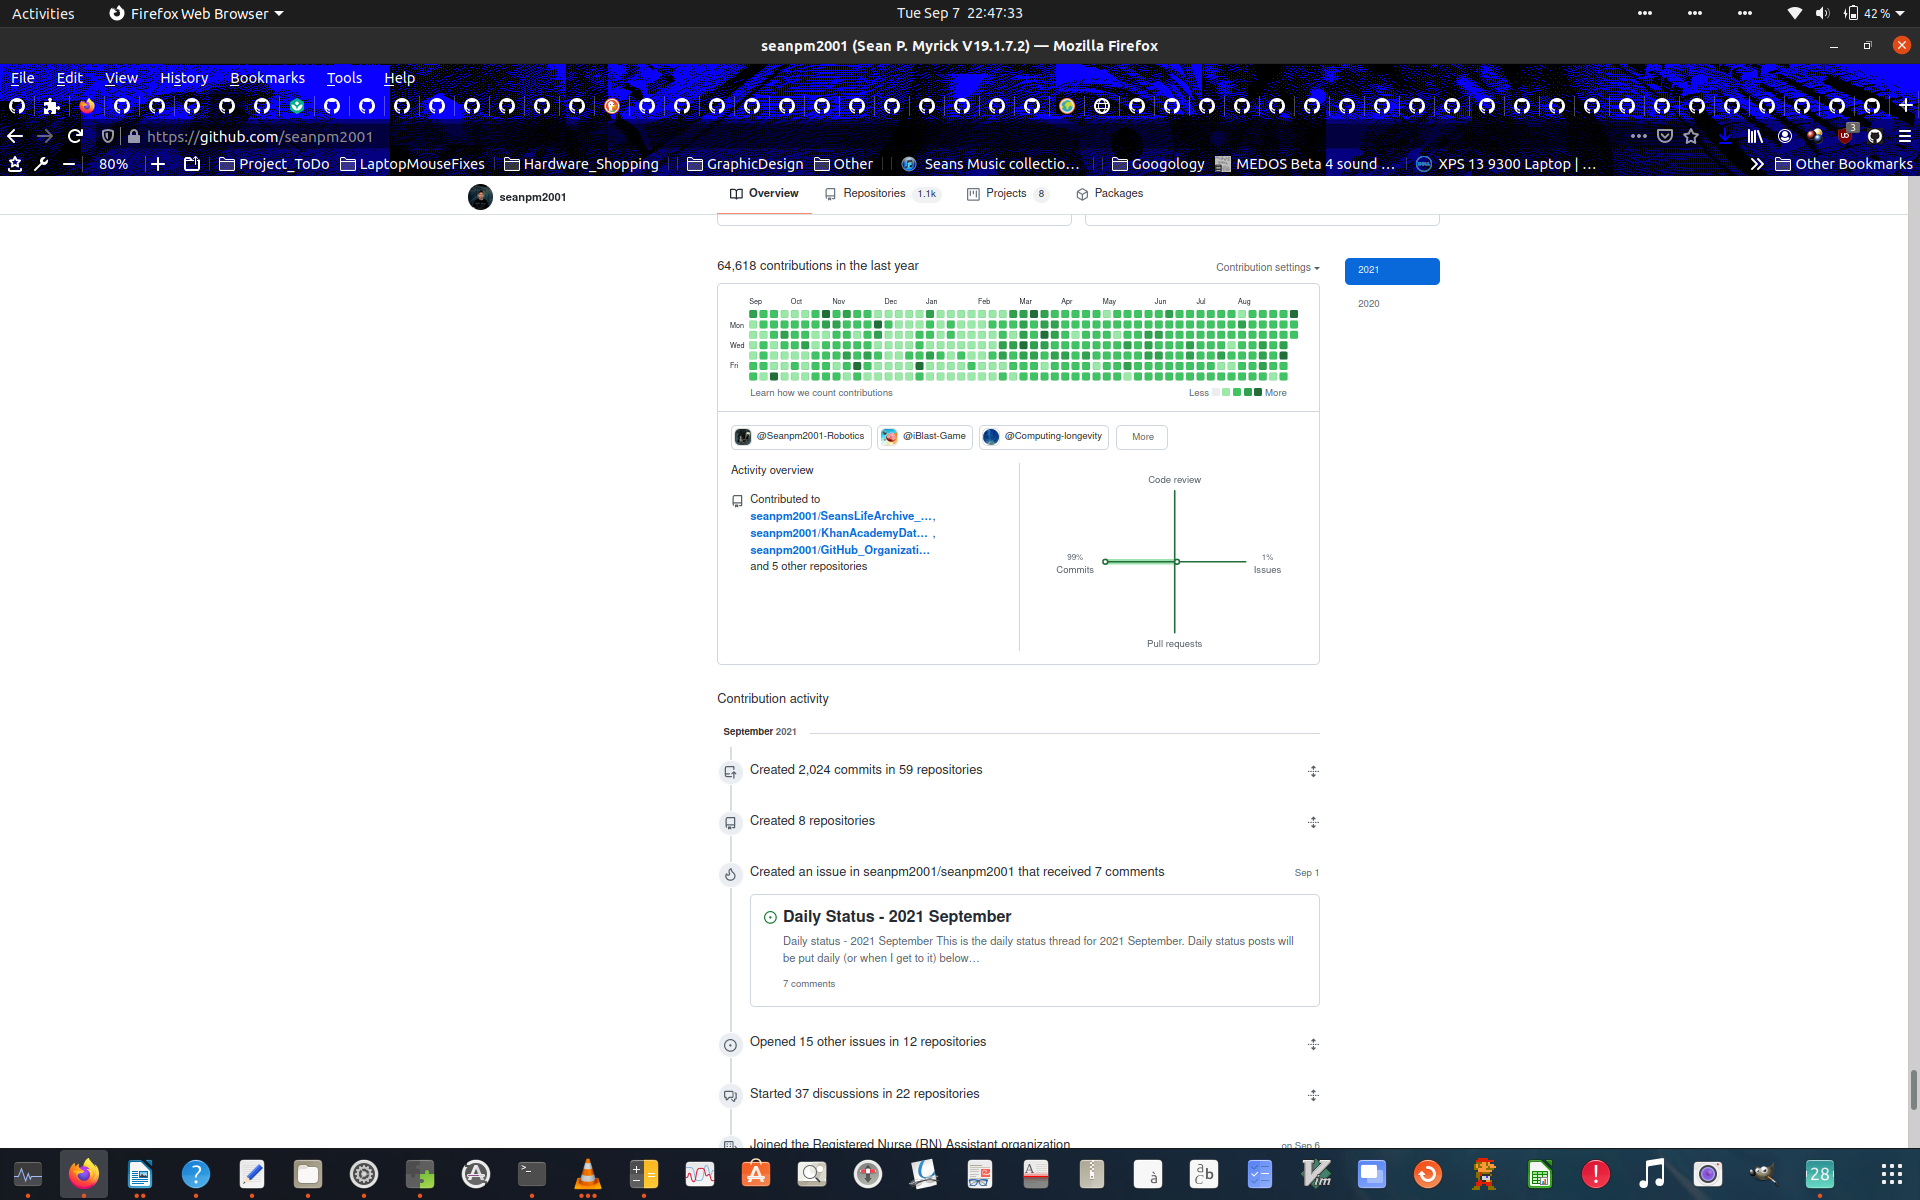 Activities
Firefox Web Browser
Tue Sep 7 22:47:33
42 %
seanpm2001 (Sean P. Myrick V19.1.7.2) — Mozilla Firefox
File Edit View History Bookmarks Tools Help
https://github.com/seanpm2001
3
80%
Project_ToDo
LaptopMouseFixes
Hardware_Shopping
GraphicDesign
Other
Seans Music collectio…
Googology
MEDOS Beta 4 sound …
XPS 13 9300 Laptop | …
Other Bookmarks
seanpm2001
Overview
Repositories 1.1k
Projects 8
Packages
64,618 contributions in the last year
Contribution settings
2021
2020
Sep Oct Nov Dec Jan Feb Mar Apr May Jun Jul Aug
Mon
Wed
Fri
Learn how we count contributions
Less More
@Seanpm2001-Robotics
@iBlast-Game
@Computing-longevity
More
Activity overview
Contributed to
seanpm2001/SeansLifeArchive_…,
seanpm2001/KhanAcademyDat… ,
seanpm2001/GitHub_Organizati…
and 5 other repositories
Code review
99%
Commits
1%
Issues
Pull requests
Contribution activity
September 2021
Created 2,024 commits in 59 repositories
Created 8 repositories
Created an issue in seanpm2001/seanpm2001 that received 7 comments
Sep 1
Daily Status - 2021 September
Daily status - 2021 September This is the daily status thread for 2021 September. Daily status posts will
be put daily (or when I get to it) below…
7 comments
Opened 15 other issues in 12 repositories
Started 37 discussions in 22 repositories
Joined the Registered Nurse (RN) Assistant organization
on Sep 6
28